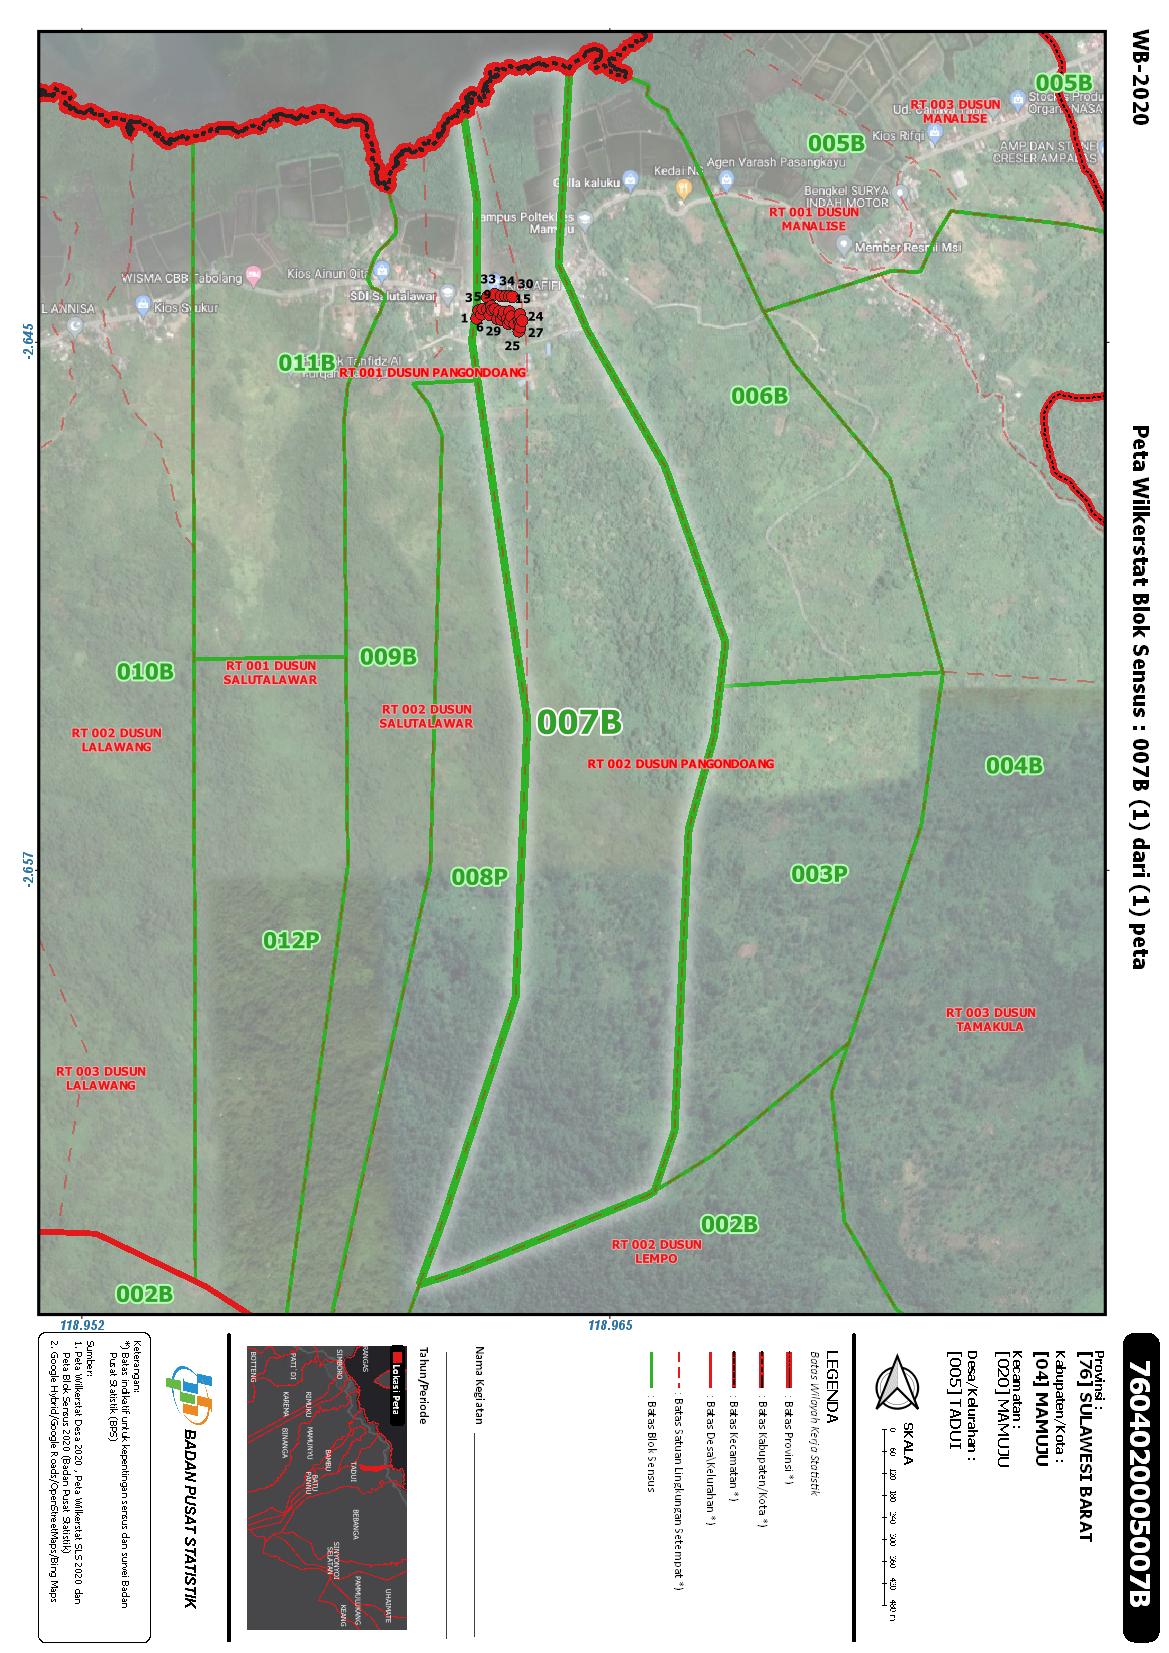 WB-2020
Peta Wilkerstat Blok Sensus : 007B (1) dari (1) peta
7604020005007B
Provinsi :
[76] SULAWESI BARAT
Kabupaten/Kota :
[04] MAMUJU
Kecamatan :
[020] MAMUJU
Desa/Kelurahan :
[005] TADUI
SKALA
0 60 120 180 240 300 360 420 480 m
LEGENDA
Batas Wilayah Kerja Statistik
: Batas Provinsi *)
: Batas Kabupaten/Kota *)
: Batas Kecamatan *)
: Batas Desa\Kelurahan *)
: Batas Satuan Lingkungan Setempat *)
: Batas Blok Sensus
Nama Kegiatan
Tahun/Periode
Lokasi Peta
RANGAS
SIMBORO
PATI DI
BOTTENG
RIMUKU
KAREMA
MAMUNYU
BINANGA
TADUI
BAMBU
BATU
PANNU
BEBANGA
SINYONYOI
SELATAN
UHAIMATE
PAMMULUKANG
KEANG
BADAN PUSAT STATISTIK
Keterangan:
*) Batas indikatif untuk kepentingan sensus dan survei Badan
Pusat Statistik (BPS)
Sumber:
1. Peta Wilkerstat Desa 2020 , Peta Wilkerstat SLS 2020 dan
Peta Blok Sensus 2020 (Badan Pusat Statistik)
2. Google Hybrid/Google Roads/OpenStreetMaps/Bing Maps
-2.645
-2.657
118.952
118.965
005B
RT 003 DUSUN
MANALISE
Kios Rifqi
AMP DAN STONE
CRESER AMPALAS
005B
Agen Varash Pasangkayu
Bengkel SURYA
INDAH MOTOR
RT 001 DUSUN
MANALISE
Member Resmi Msi
Galla kaluku
Kampus Poltekkes
Mamuju
WISMA CBB Tabolang
Kios Ainun Qita
SDI Salutalawar
L ANNISA
Kios Syukur
33 34 30
35 9 15
1 24
6 29 27
25
011B
RT 001 DUSUN PANGONDOANG
006B
010B
RT 001 DUSUN
SALUTALAWAR
009B
RT 002 DUSUN
SALUTALAWAR
RT 002 DUSUN
LALAWANG
007B
RT 002 DUSUN PANGONDOANG
004B
008P
003P
012P
RT 003 DUSUN
TAMAKULA
RT 003 DUSUN
LALAWANG
002B
RT 002 DUSUN
LEMPO
002B